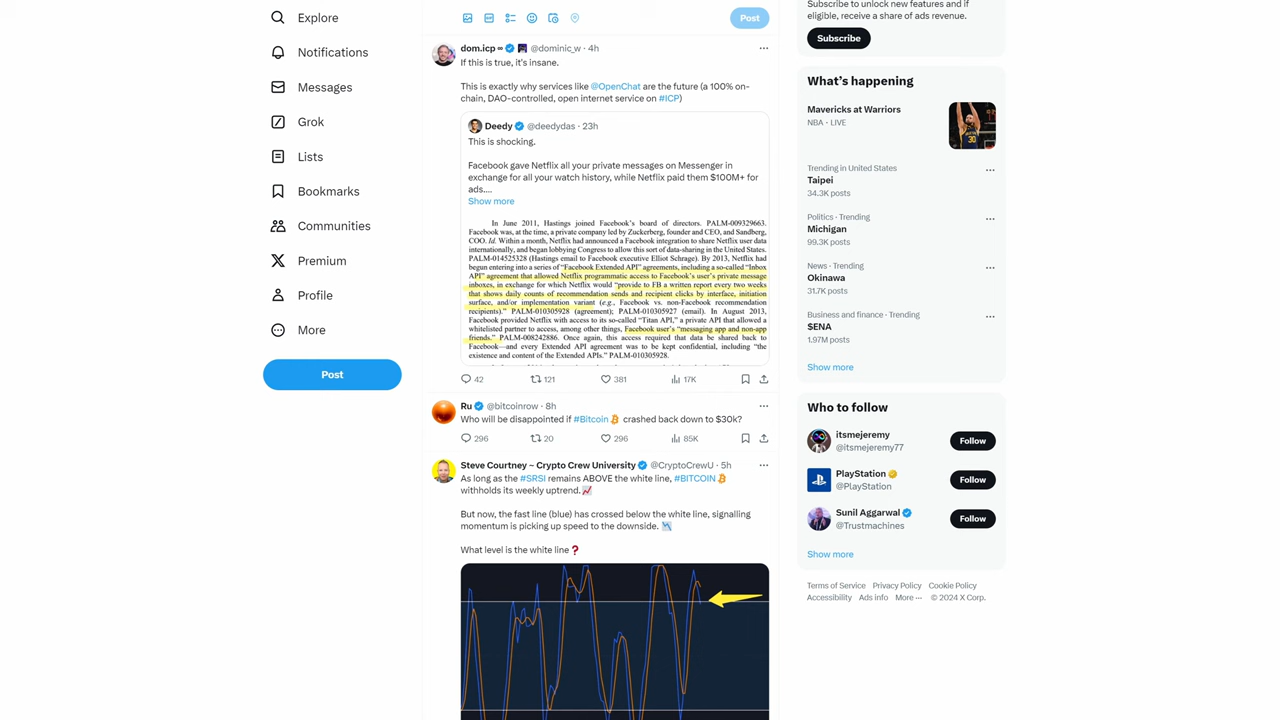 Explore
Notifications
Messages
Grok
Lists
Bookmarks
Communities
Premium
Profile
More
Post
Post
dom.icp ∞ @dominic_w · 4h
If this is true, it's insane.
This is exactly why services like @OpenChat are the future (a 100% on-
chain, DAO-controlled, open internet service on #ICP)
Deedy @deedydas · 23h
This is shocking.
Facebook gave Netflix all your private messages on Messenger in
exchange for all your watch history, while Netflix paid them $100M+ for
ads....
Show more
In June 2011, Hastings joined Facebook's board of directors. PALM-009329663.
Facebook was, at the time, a private company led by Zuckerberg, founder and CEO, and Sandberg,
COO. Id. Within a month, Netflix had announced a Facebook integration to share Netflix user data
internationally, and began lobbying Congress to allow this sort of data-sharing in the United States.
PALM-014525328 (Hastings email to Facebook executive Elliot Schrage). By 2013, Netflix had
begun entering into a series of "Facebook Extended API" agreements, including a so-called "Inbox
API" agreement that allowed Netflix programmatic access to Facebook's user's private message
inboxes, in exchange for which Netflix would "provide to FB a written report every two weeks
that shows daily counts of recommendation sends and recipient clicks by interface, initiation
surface, and/or implementation variant (e.g., Facebook vs. non-Facebook recommendation
recipients)." PALM-010305928 (agreement); PALM-010305927 (email). In August 2013,
Facebook provided Netflix with access to its so-called "Titan API," a private API that allowed a
whitelisted partner to access, among other things, Facebook user's "messaging app and non-app
friends." PALM-008242886. Once again, this access required that data be shared back to
Facebook—and every Extended API agreement was to be kept confidential, including "the
existence and content of the Extended APIs." PALM-010305928.
42 121 381 17K
Ru @bitcoinrow · 8h
Who will be disappointed if #Bitcoin crashed back down to $30k?
296 20 296 85K
Steve Courtney ~ Crypto Crew University @CryptoCrewU · 5h
As long as the #SRSI remains ABOVE the white line, #BITCOIN
withholds its weekly uptrend.📈
But now, the fast line (blue) has crossed below the white line, signalling
momentum is picking up speed to the downside. 📉
What level is the white line❓
Subscribe to unlock new features and if
eligible, receive a share of ads revenue.
Subscribe
What's happening
Mavericks at Warriors
NBA · LIVE
30
Trending in United States
Taipei
34.3K posts
Politics · Trending
Michigan
99.3K posts
News · Trending
Okinawa
31.7K posts
Business and finance · Trending
$ENA
1.97M posts
Show more
Who to follow
itsmejeremy
@itsmejeremy77
Follow
PlayStation
@PlayStation
Follow
Sunil Aggarwal
@Trustmachines
Follow
Show more
Terms of Service Privacy Policy Cookie Policy
Accessibility Ads info More ··· © 2024 X Corp.